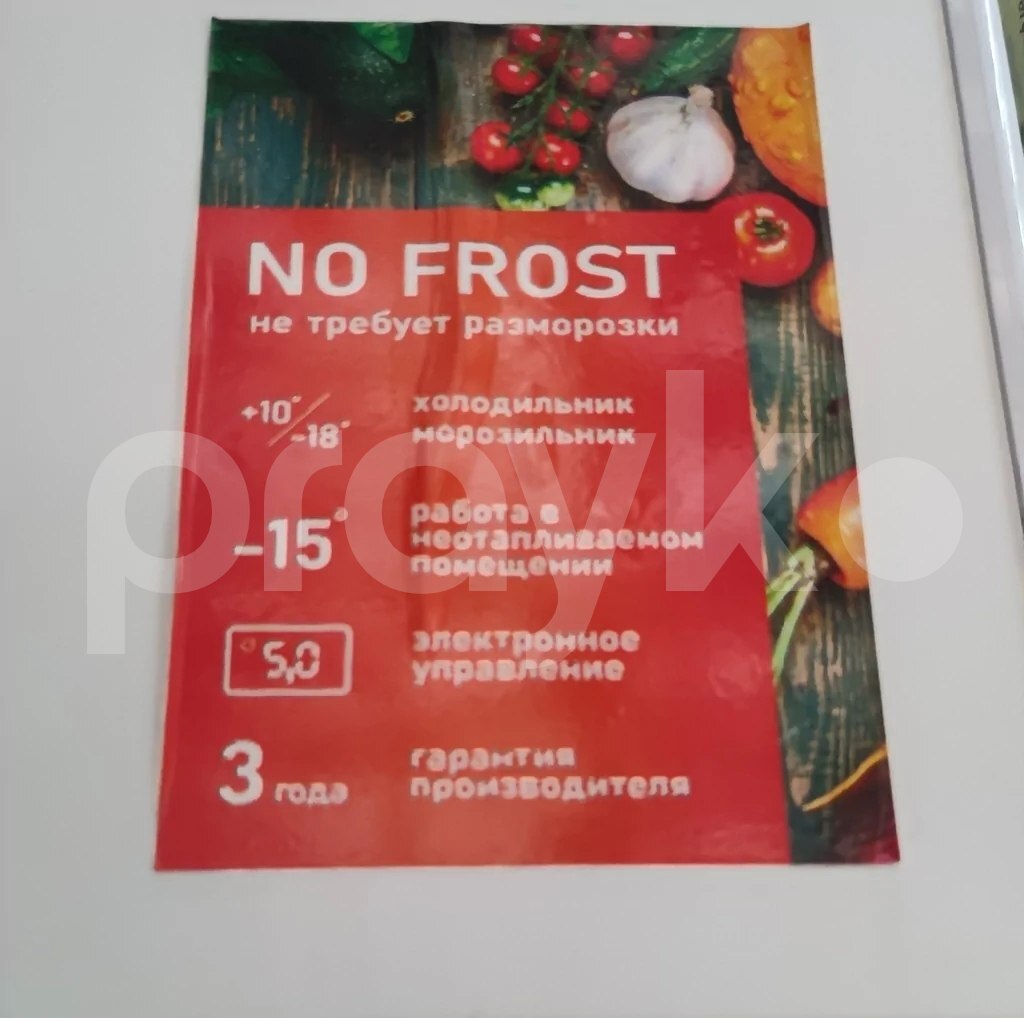 NO FROST
не требует разморозки
+10° / -18° холодильник
морозильник
-15° работа в
неотапливаемом
помещении
5,0 электронное
управление
3 года гарантия
производителя
prayko